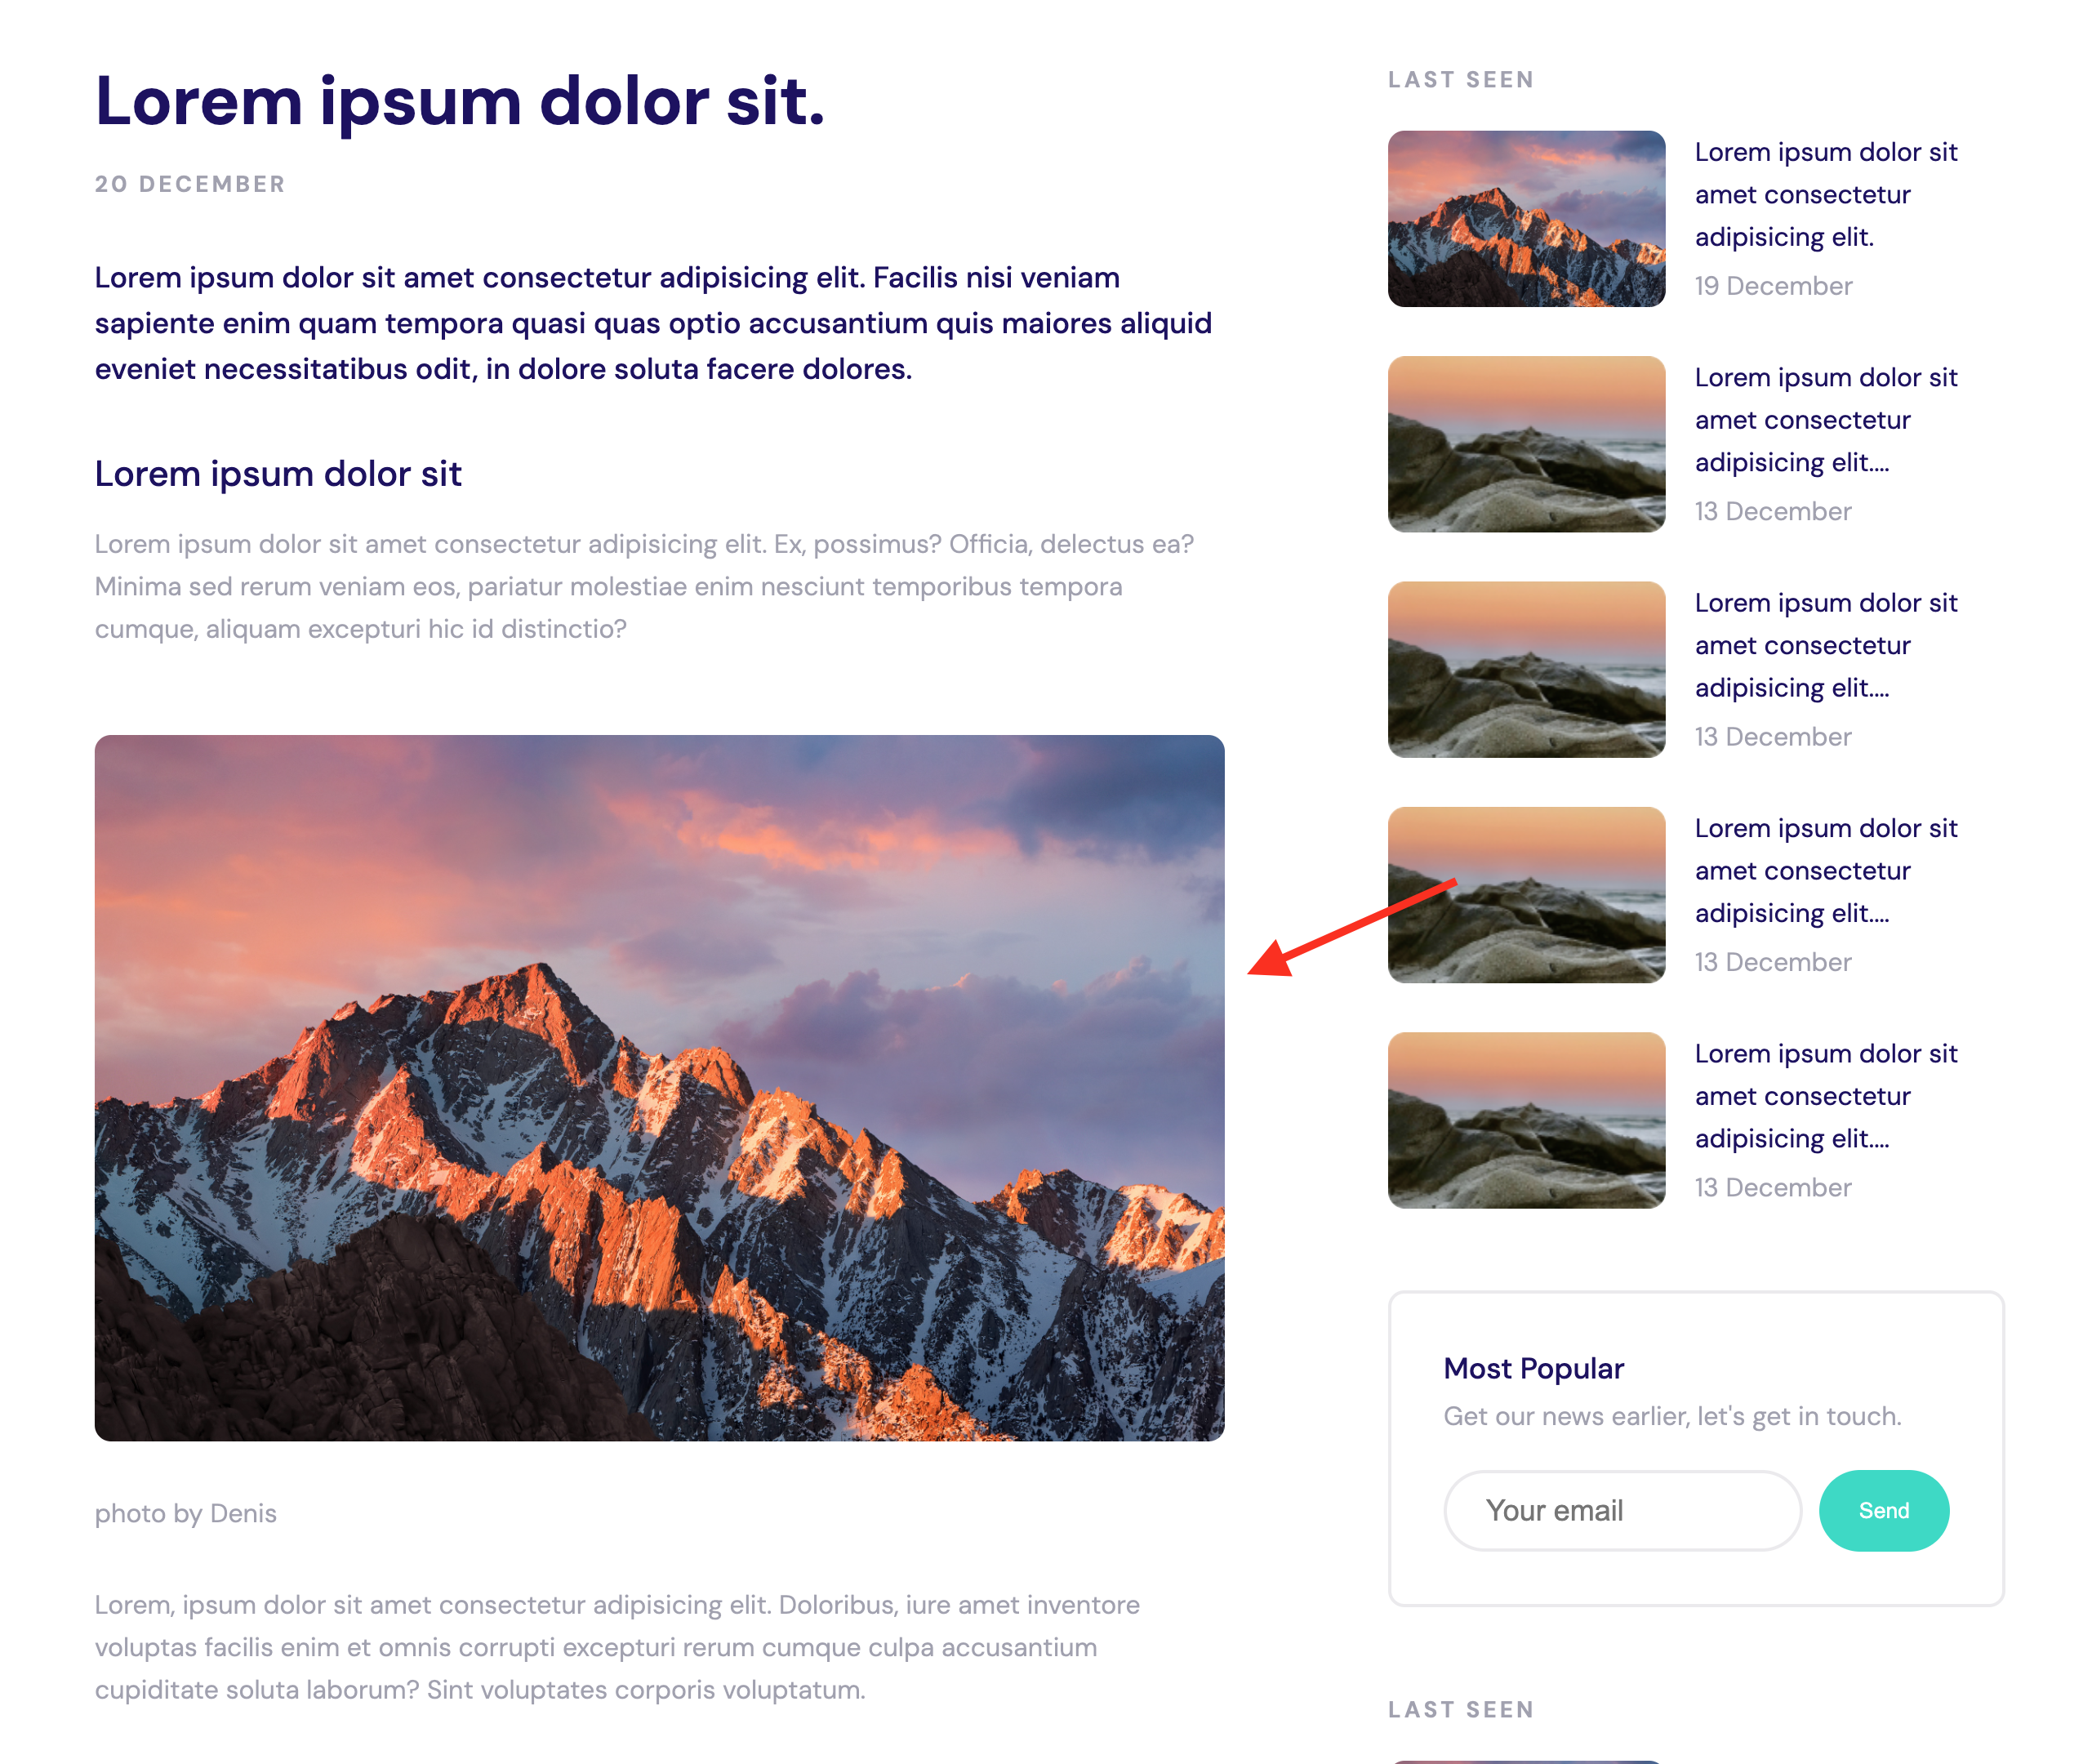 Lorem ipsum dolor sit.
20 DECEMBER
Lorem ipsum dolor sit amet consectetur adipisicing elit. Facilis nisi veniam
sapiente enim quam tempora quasi quas optio accusantium quis maiores aliquid
eveniet necessitatibus odit, in dolore soluta facere dolores.
Lorem ipsum dolor sit
Lorem ipsum dolor sit amet consectetur adipisicing elit. Ex, possimus? Officia, delectus ea?
Minima sed rerum veniam eos, pariatur molestiae enim nesciunt temporibus tempora
cumque, aliquam excepturi hic id distinctio?
photo by Denis
Lorem, ipsum dolor sit amet consectetur adipisicing elit. Doloribus, iure amet inventore
voluptas facilis enim et omnis corrupti excepturi rerum cumque culpa accusantium
cupiditate soluta laborum? Sint voluptates corporis voluptatum.
LAST SEEN
Lorem ipsum dolor sit
amet consectetur
adipisicing elit.
19 December
Lorem ipsum dolor sit
amet consectetur
adipisicing elit....
13 December
Lorem ipsum dolor sit
amet consectetur
adipisicing elit....
13 December
Lorem ipsum dolor sit
amet consectetur
adipisicing elit....
13 December
Lorem ipsum dolor sit
amet consectetur
adipisicing elit....
13 December
Most Popular
Get our news earlier, let's get in touch.
Your email
Send
LAST SEEN